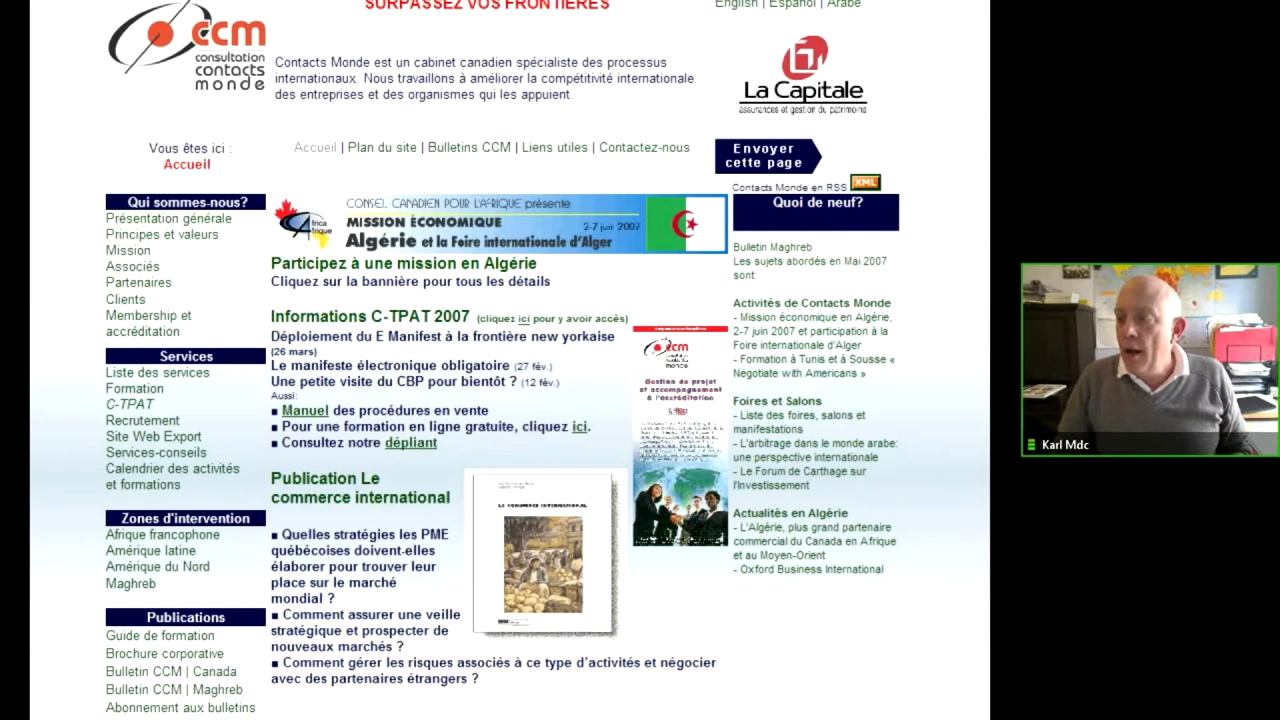 SURPASSEZ VOS FRONTIÈRES
English | Español | Arabe
ccm
consultation
contacts
monde
Contacts Monde est un cabinet canadien spécialiste des processus
internationaux. Nous travaillons à améliorer la compétitivité internationale
des entreprises et des organismes qui les appuient.
La Capitale
assurances et gestion du patrimoine
Vous êtes ici :
Accueil
Accueil | Plan du site | Bulletins CCM | Liens utiles | Contactez-nous
Envoyer
cette page
Contacts Monde en RSS XML
Qui sommes-nous?
Présentation générale
Principes et valeurs
Mission
Associés
Partenaires
Clients
Membership et
accréditation
Services
Liste des services
Formation
C-TPAT
Recrutement
Site Web Export
Services-conseils
Calendrier des activités
et formations
Zones d'intervention
Afrique francophone
Amérique latine
Amérique du Nord
Maghreb
Publications
Guide de formation
Brochure corporative
Bulletin CCM | Canada
Bulletin CCM | Maghreb
Abonnement aux bulletins
Africa
Afrique
CONSEIL CANADIEN POUR L'AFRIQUE présente
MISSION ÉCONOMIQUE
2-7 juin 2007
Algérie et la Foire internationale d'Alger
Participez à une mission en Algérie
Cliquez sur la bannière pour tous les détails
Informations C-TPAT 2007 (cliquez ici pour y avoir accès)
Déploiement du E Manifest à la frontière new yorkaise
(26 mars)
Le manifeste électronique obligatoire (27 fév.)
Une petite visite du CBP pour bientôt ? (12 fév.)
Aussi:
■ Manuel des procédures en vente
■ Pour une formation en ligne gratuite, cliquez ici.
■ Consultez notre dépliant
ccm
Gestion de projet
et accompagnement
à l'accréditation
Publication Le
commerce international
LE COMMERCE INTERNATIONAL
■ Quelles stratégies les PME
québécoises doivent-elles
élaborer pour trouver leur
place sur le marché
mondial ?
■ Comment assurer une veille
stratégique et prospecter de
nouveaux marchés ?
■ Comment gérer les risques associés à ce type d'activités et négocier
avec des partenaires étrangers ?
Quoi de neuf?
Bulletin Maghreb
Les sujets abordés en Mai 2007
sont:
Activités de Contacts Monde
- Mission économique en Algérie,
2-7 juin 2007 et participation à la
Foire internationale d'Alger
- Formation à Tunis et à Sousse «
Negotiate with Americans »
Foires et Salons
- Liste des foires, salons et
manifestations
- L'arbitrage dans le monde arabe:
une perspective internationale
- Le Forum de Carthage sur
l'Investissement
Actualités en Algérie
- L'Algérie, plus grand partenaire
commercial du Canada en Afrique
et au Moyen-Orient
- Oxford Business International
Karl Mdc